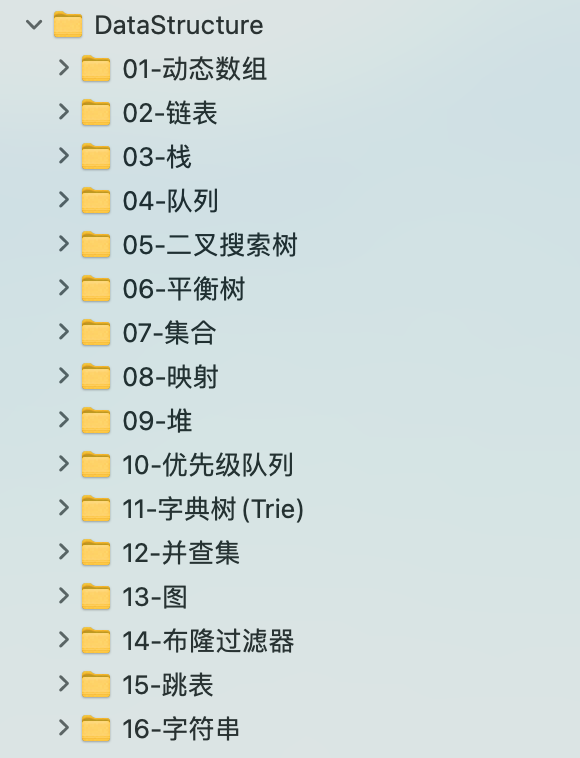 DataStructure
01-动态数组
02-链表
03-栈
04-队列
05-二叉搜索树
06-平衡树
07-集合
08-映射
09-堆
10-优先级队列
11-字典树(Trie)
12-并查集
13-图
14-布隆过滤器
15-跳表
16-字符串